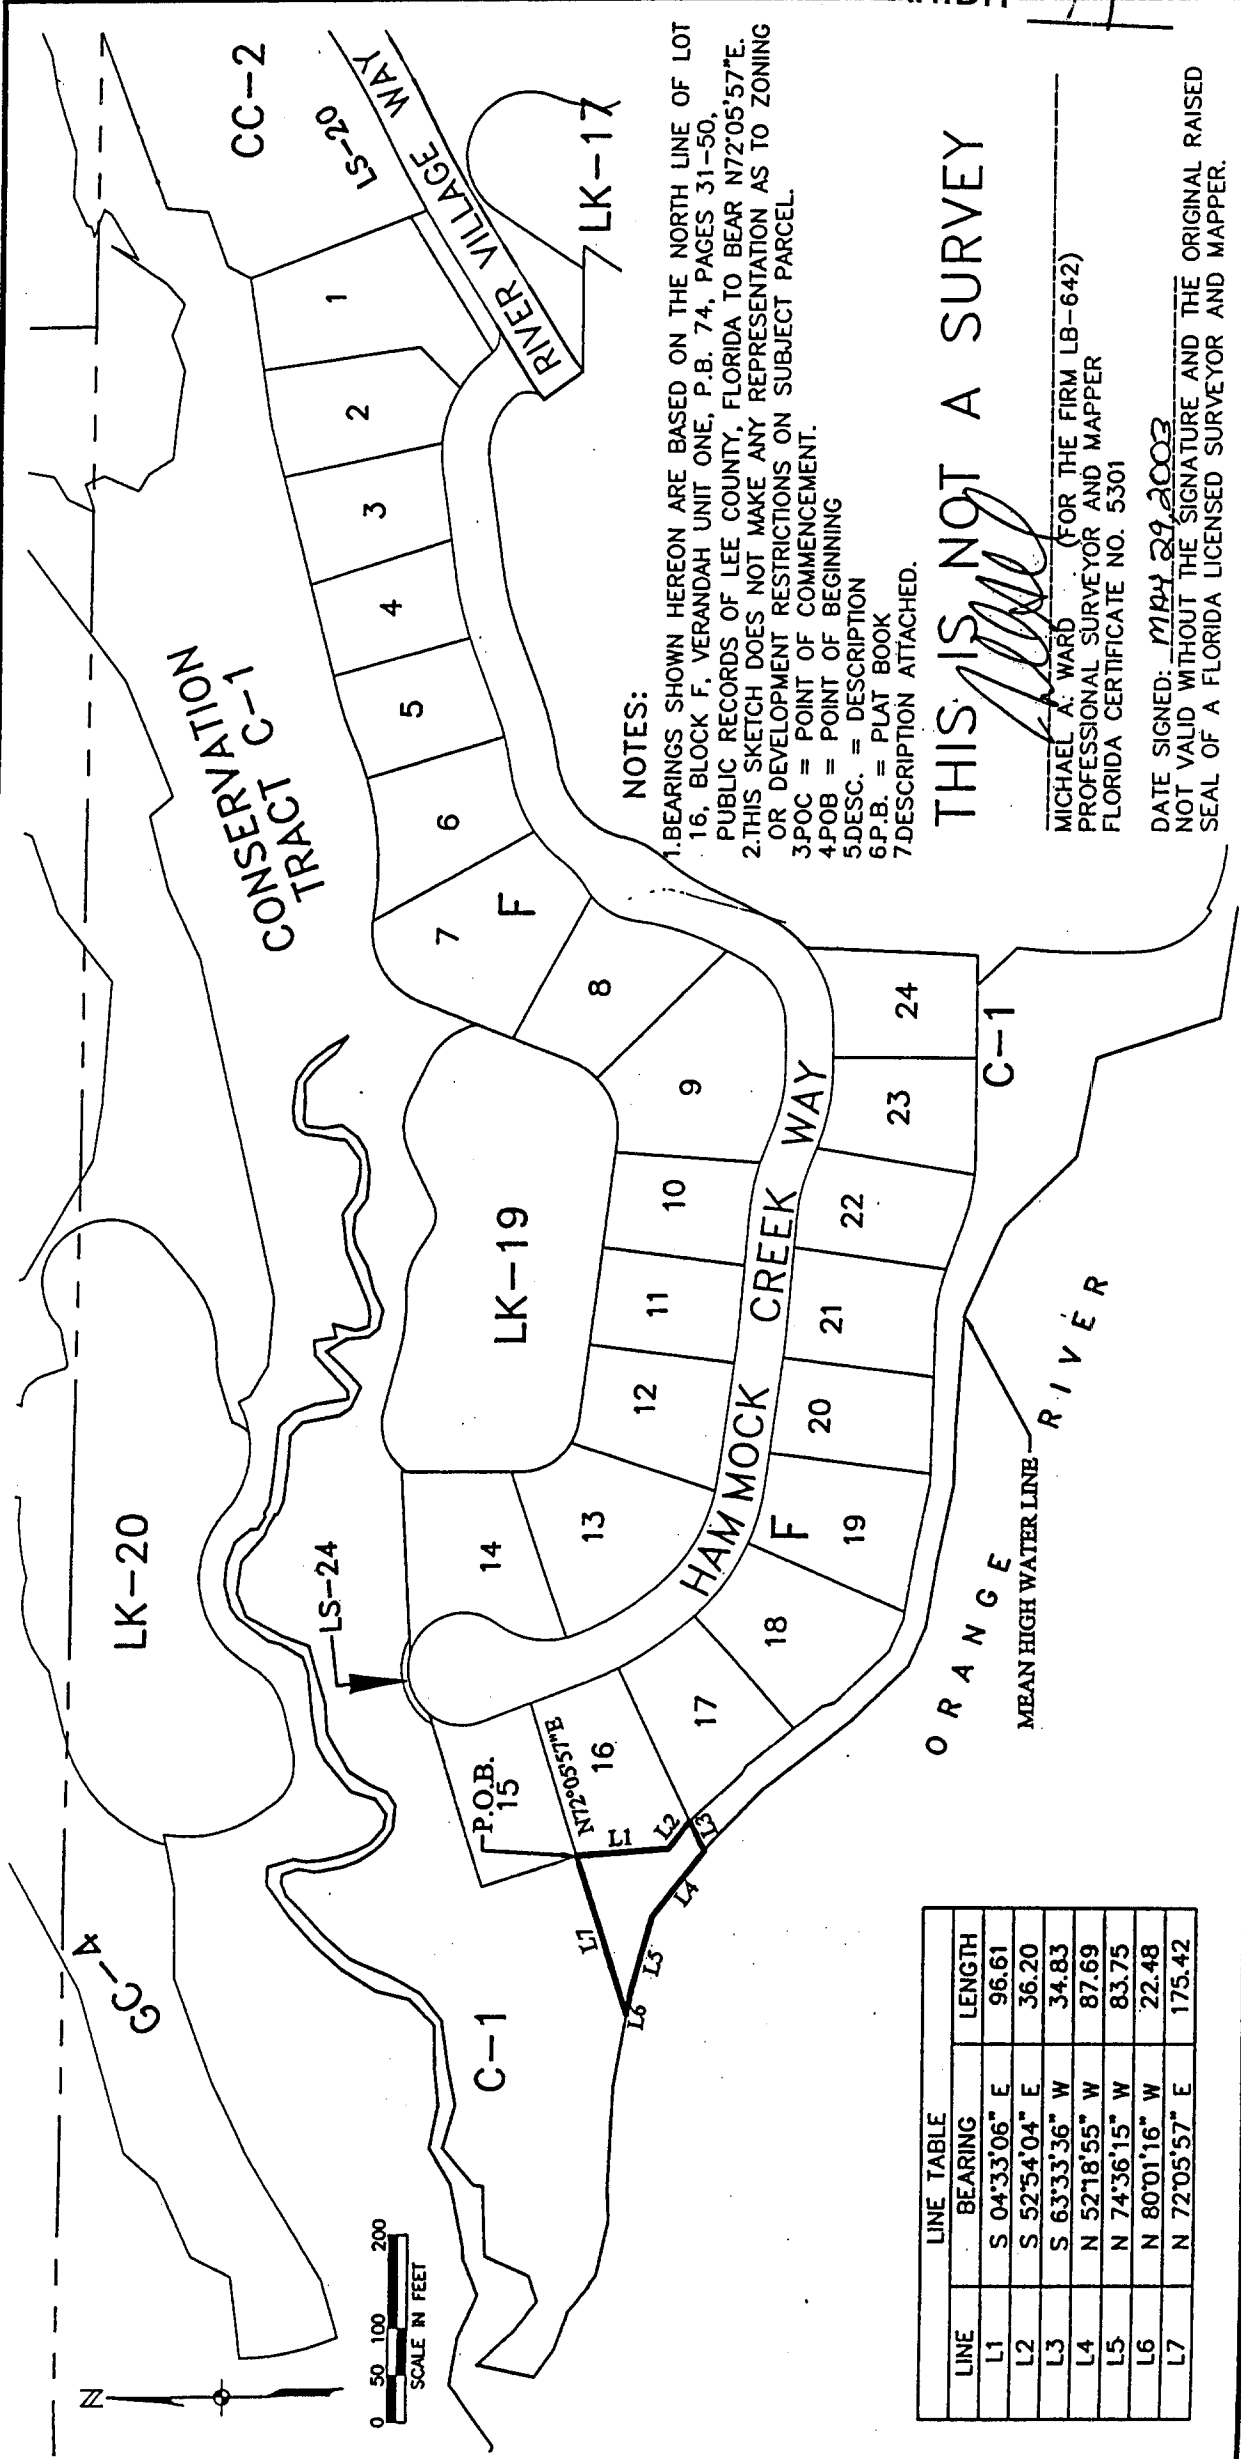 CC-2
LS-20
RIVER VILLAGE WAY
LK-17
CONSERVATION
TRACT C-1
1
2
3
4
5
6
7
F
8
9
10
11
12
13
14
15
16
17
18
19
20
21
22
23
24
F
C-1
LK-19
LK-20
LS-24
GC-4
C-1
HAMMOCK CREEK WAY
P.O.B.
N72°05'57"E
L1
L2
L3
L4
L5
L6
L7
ORANGE RIVER
MEAN HIGH WATER LINE
N
0 50 100 200
SCALE IN FEET
NOTES:
1.BEARINGS SHOWN HEREON ARE BASED ON THE NORTH LINE OF LOT
16, BLOCK F, VERANDAH UNIT ONE, P.B. 74, PAGES 31-50,
PUBLIC RECORDS OF LEE COUNTY, FLORIDA TO BEAR N72°05'57"E.
2.THIS SKETCH DOES NOT MAKE ANY REPRESENTATION AS TO ZONING
OR DEVELOPMENT RESTRICTIONS ON SUBJECT PARCEL.
3.POC = POINT OF COMMENCEMENT.
4.POB = POINT OF BEGINNING
5.DESC. = DESCRIPTION
6.P.B. = PLAT BOOK
7.DESCRIPTION ATTACHED.
THIS IS NOT A SURVEY
MICHAEL A. WARD (FOR THE FIRM LB-642)
PROFESSIONAL SURVEYOR AND MAPPER
FLORIDA CERTIFICATE NO. 5301
DATE SIGNED: MAY 29, 2003
NOT VALID WITHOUT THE SIGNATURE AND THE ORIGINAL RAISED
SEAL OF A FLORIDA LICENSED SURVEYOR AND MAPPER.
LINE TABLE
LINE BEARING LENGTH
L1 S 04°33'06" E 96.61
L2 S 52°54'04" E 36.20
L3 S 63°33'36" W 34.83
L4 N 52°18'55" W 87.69
L5 N 74°36'15" W 83.75
L6 N 80°01'16" W 22.48
L7 N 72°05'57" E 175.42